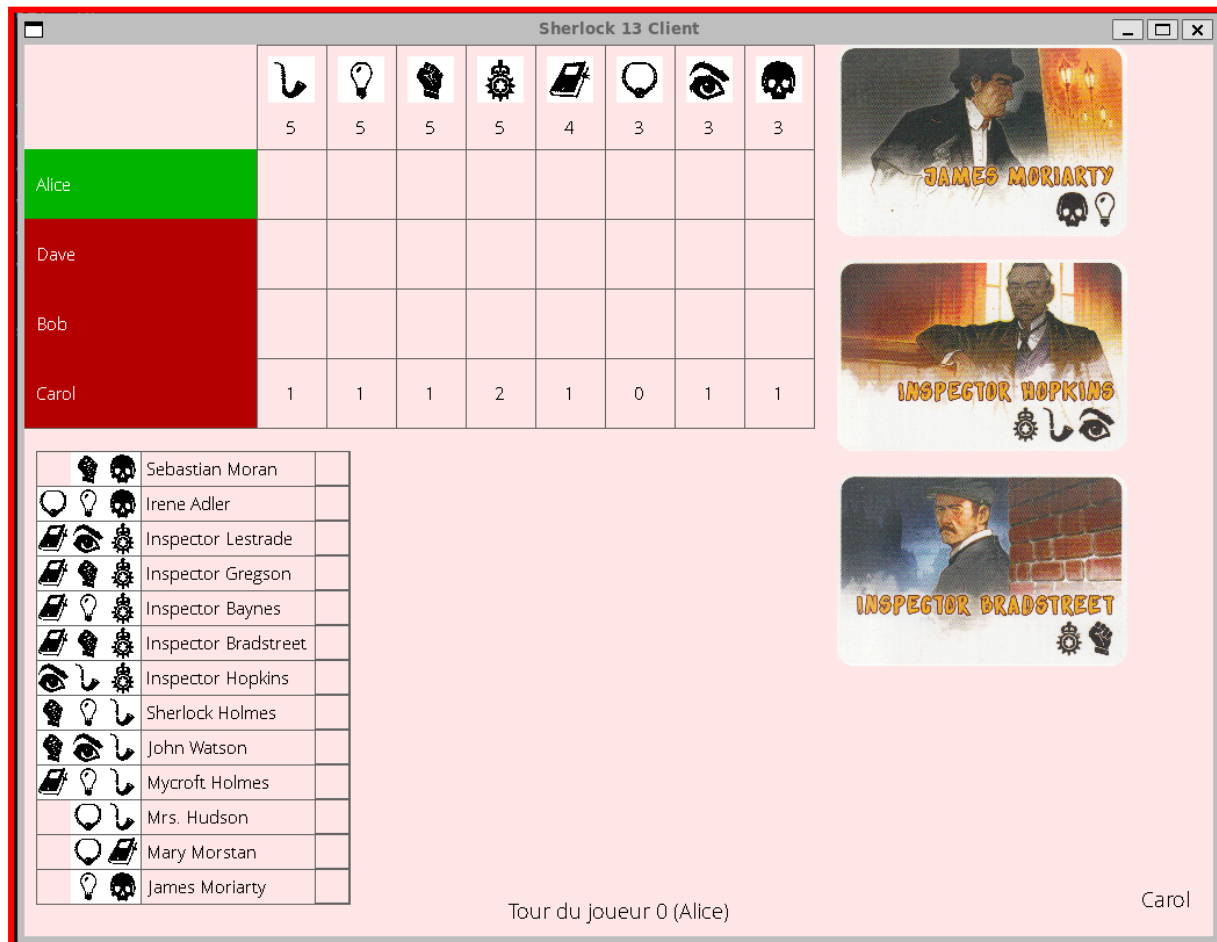 Sherlock 13 Client
5 5 5 5 4 3 3 3
Alice
Dave
Bob
Carol 1 1 1 2 1 0 1 1
JAMES MORIARTY
INSPECTOR HOPKINS
INSPECTOR BRADSTREET
Sebastian Moran
Irene Adler
Inspector Lestrade
Inspector Gregson
Inspector Baynes
Inspector Bradstreet
Inspector Hopkins
Sherlock Holmes
John Watson
Mycroft Holmes
Mrs. Hudson
Mary Morstan
James Moriarty
Tour du joueur 0 (Alice)
Carol